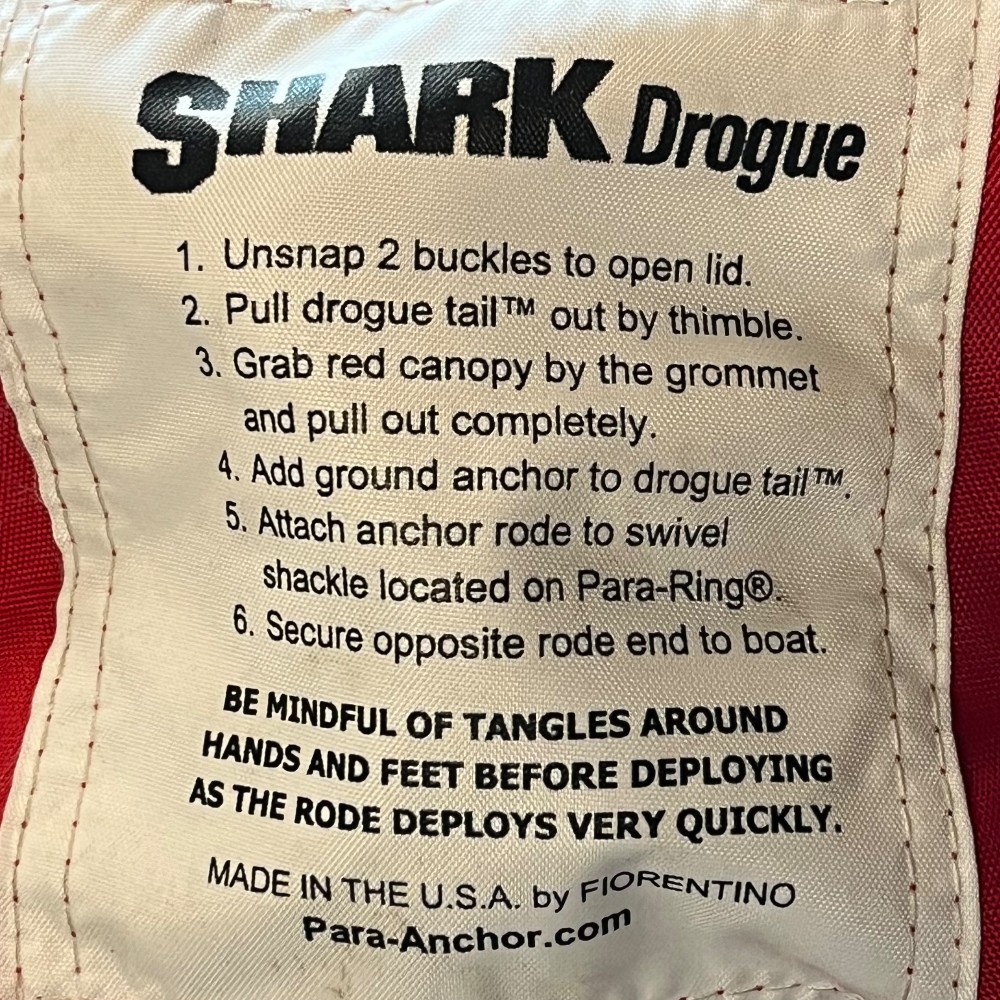 SHARK Drogue
1. Unsnap 2 buckles to open lid.
2. Pull drogue tail™ out by thimble.
3. Grab red canopy by the grommet
and pull out completely.
4. Add ground anchor to drogue tail™.
5. Attach anchor rode to swivel
shackle located on Para-Ring®.
6. Secure opposite rode end to boat.
BE MINDFUL OF TANGLES AROUND
HANDS AND FEET BEFORE DEPLOYING
AS THE RODE DEPLOYS VERY QUICKLY.
MADE IN THE U.S.A. by FIORENTINO
Para-Anchor.com